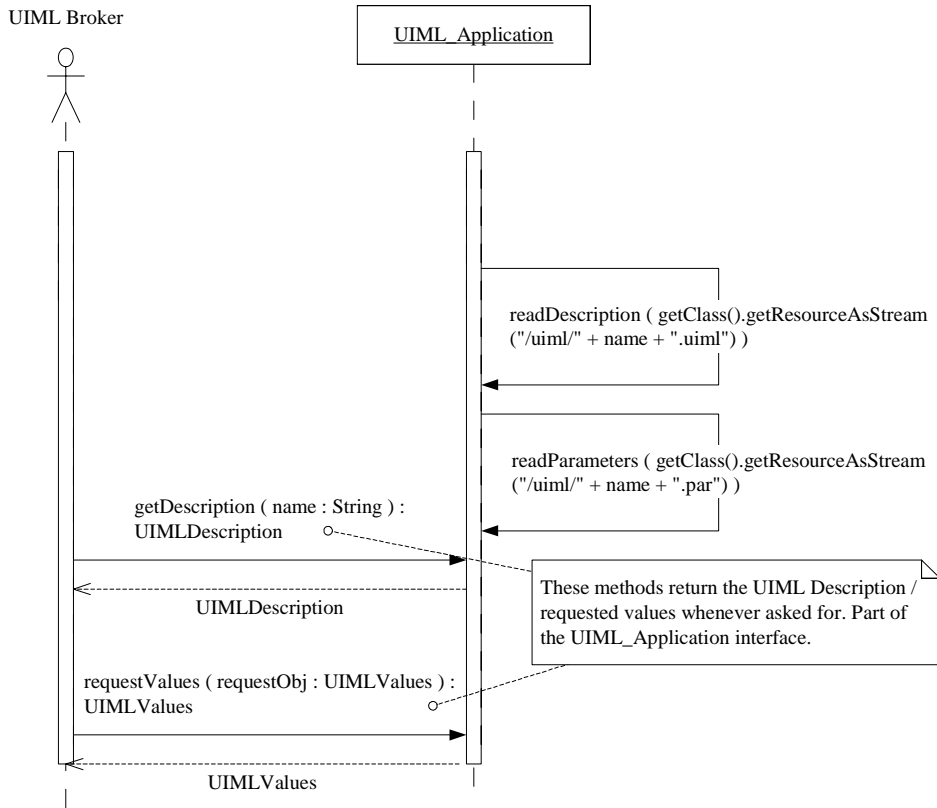 UIML Broker
UIML_Application
readDescription ( getClass().getResourceAsStream
("/uiml/" + name + ".uiml") )
readParameters ( getClass().getResourceAsStream
("/uiml/" + name + ".par") )
getDescription ( name : String ) :
UIMLDescription
UIMLDescription
These methods return the UIML Description /
requested values whenever asked for. Part of
the UIML_Application interface.
requestValues ( requestObj : UIMLValues ) :
UIMLValues
UIMLValues